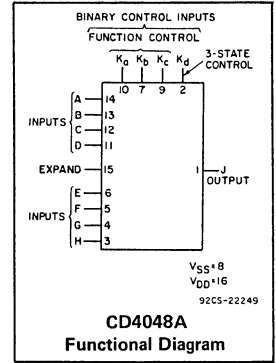 BINARY CONTROL INPUTS
FUNCTION CONTROL
Ka Kb Kc Kd
3-STATE
CONTROL
10 7 9 2
A 14
B 13
INPUTS
C 12
D 11
EXPAND 15
1 J
OUTPUT
E 6
INPUTS
F 5
G 4
H 3
VSS=8
VDD=16
92CS-22249
CD4048A
Functional Diagram